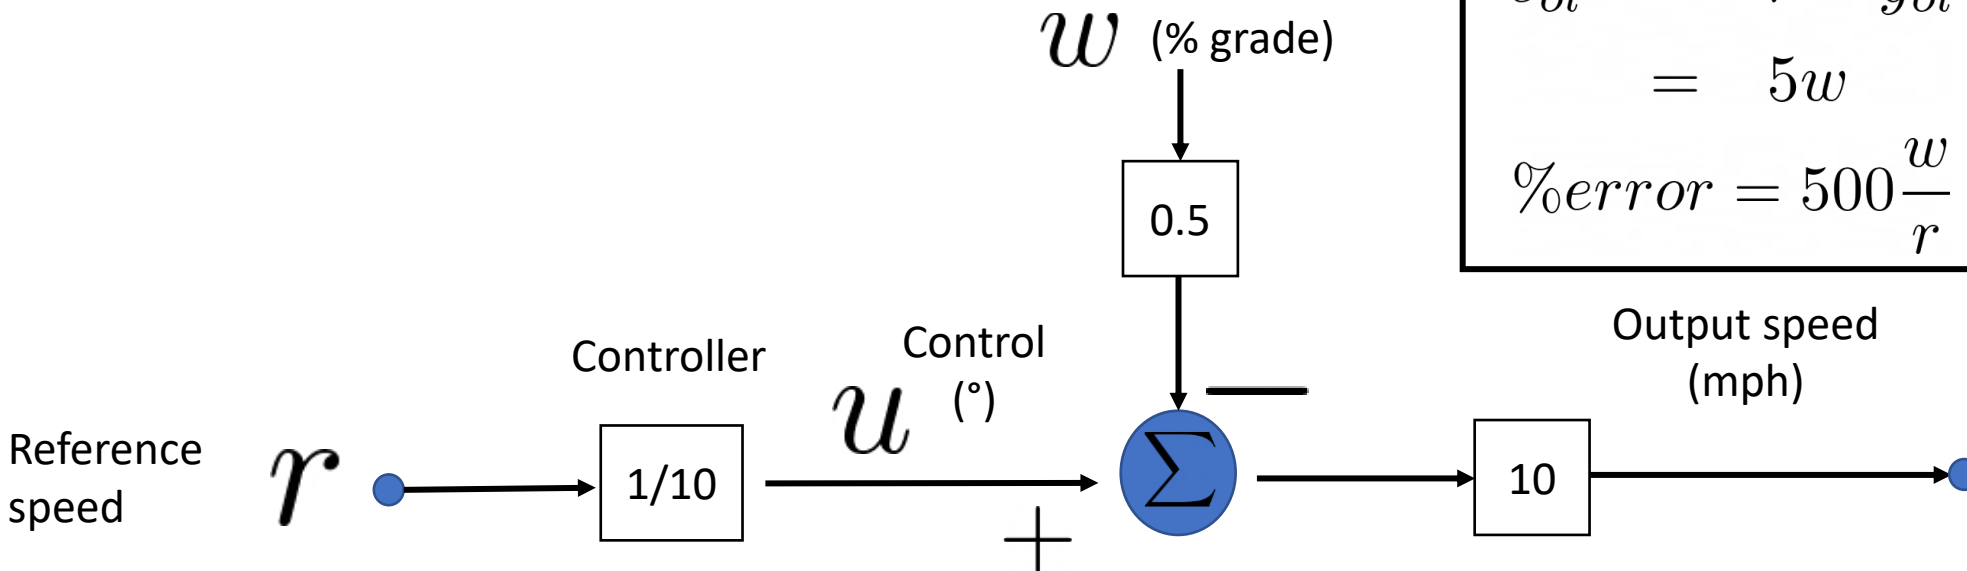 w (% grade)
= 5w
%error = 500 w/r
0.5
Output speed
(mph)
Controller
Control
(°)
u
Reference
speed
r
1/10
Σ
10
−
+